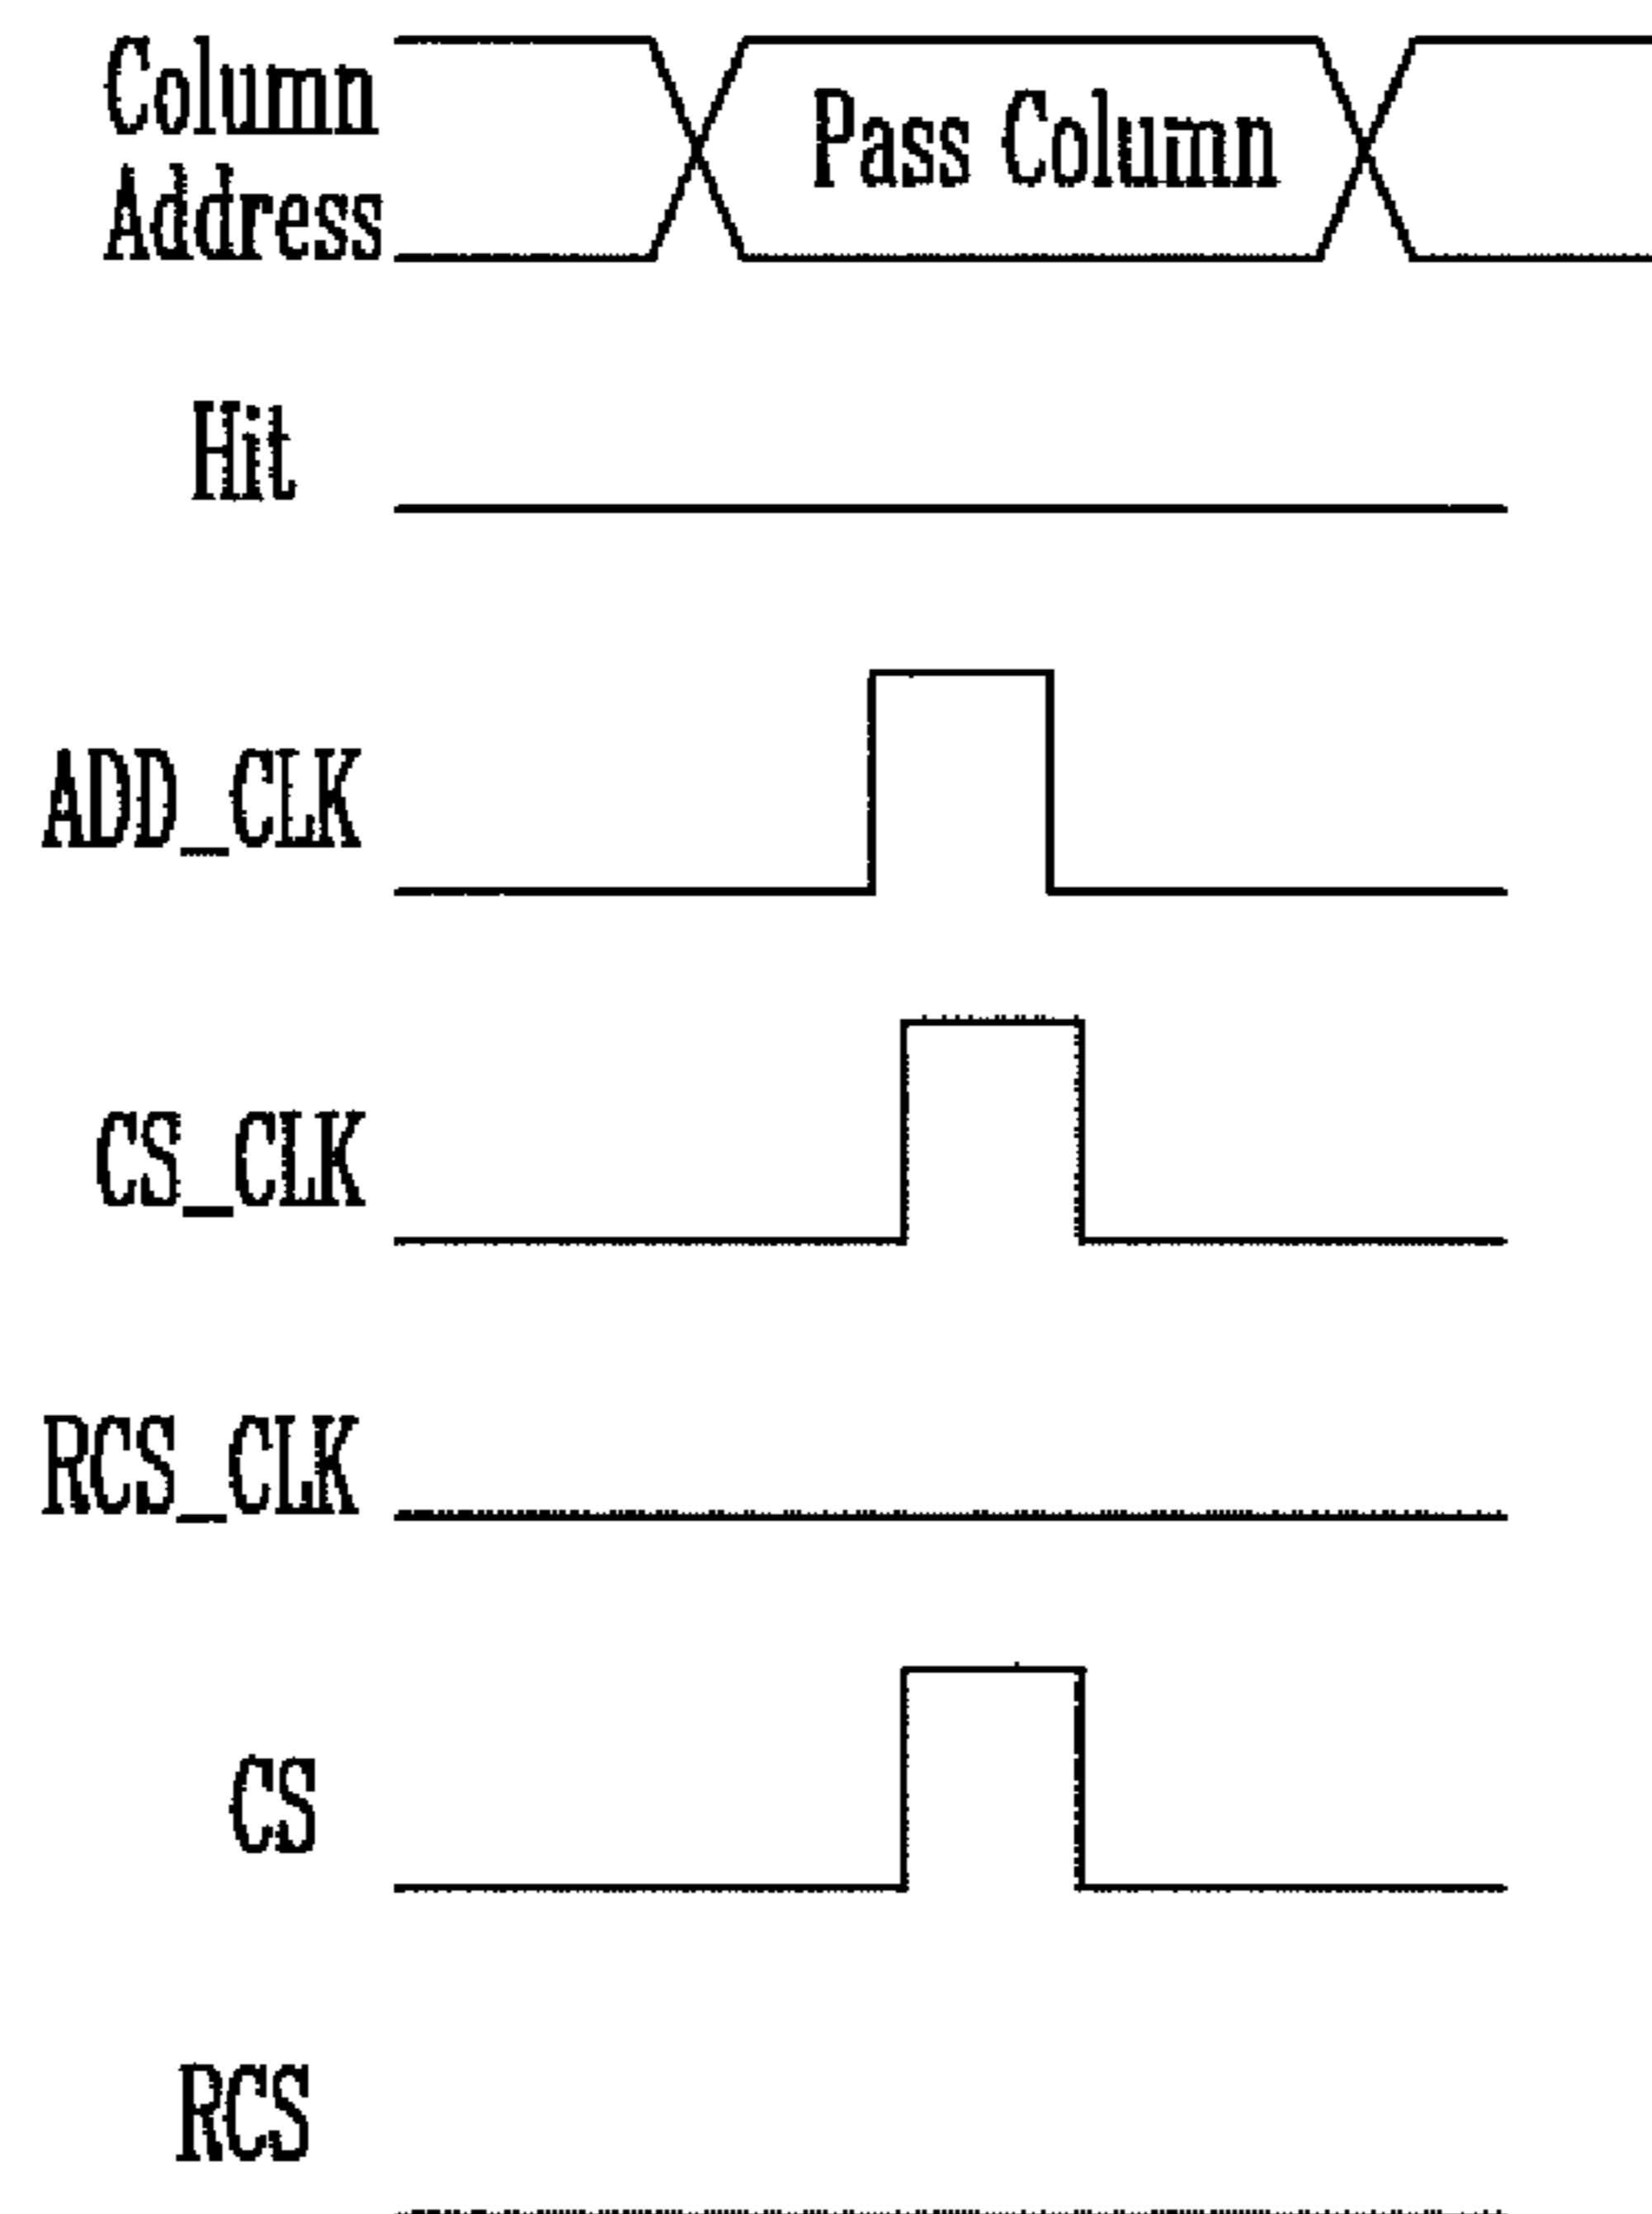 Column
Address
Pass Column
Hit
ADD_CLK
CS_CLK
RCS_CLK
CS
RCS